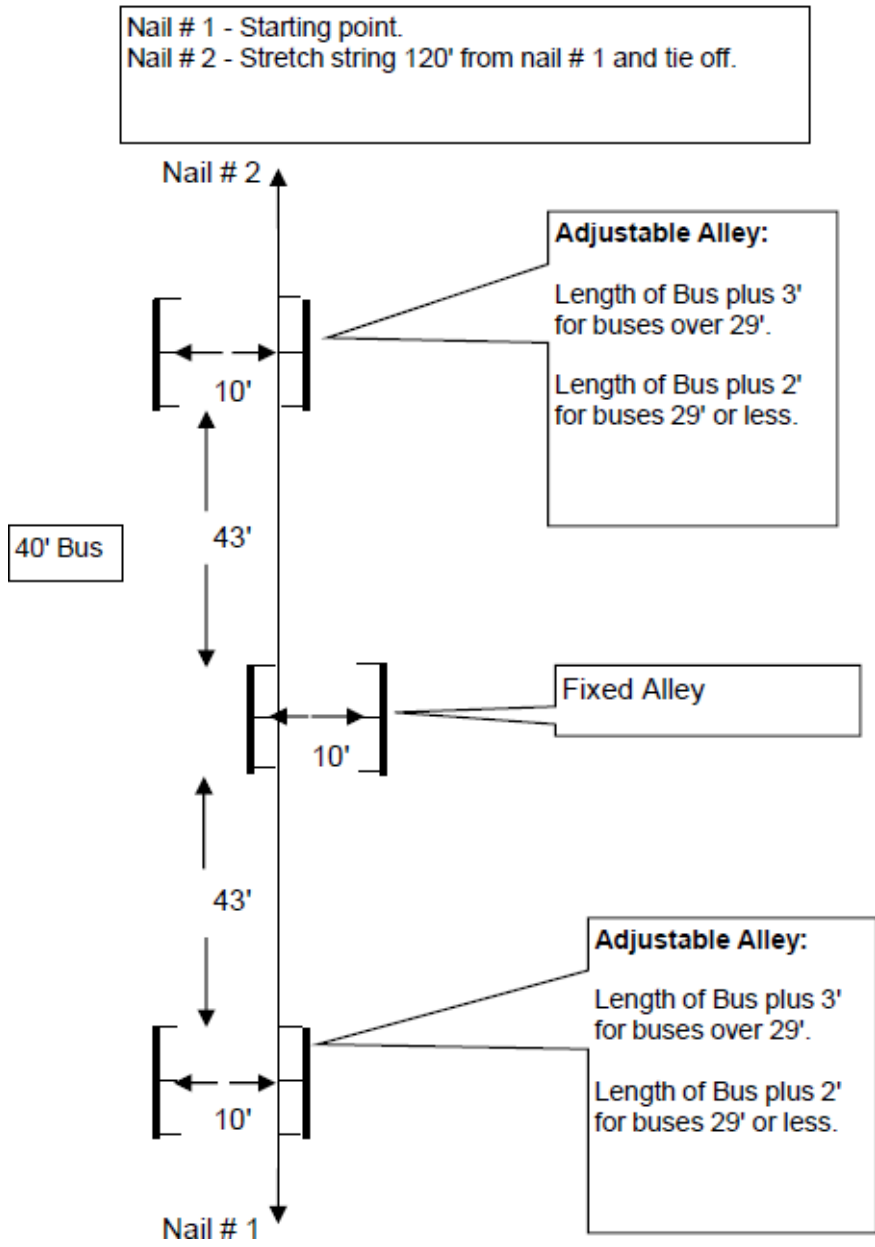 Nail # 1 - Starting point.
Nail # 2 - Stretch string 120' from nail # 1 and tie off.
Nail # 2
Adjustable Alley:
Length of Bus plus 3'
for buses over 29'.
Length of Bus plus 2'
for buses 29' or less.
10'
43'
40' Bus
Fixed Alley
10'
43'
Adjustable Alley:
Length of Bus plus 3'
for buses over 29'.
Length of Bus plus 2'
for buses 29' or less.
10'
Nail # 1